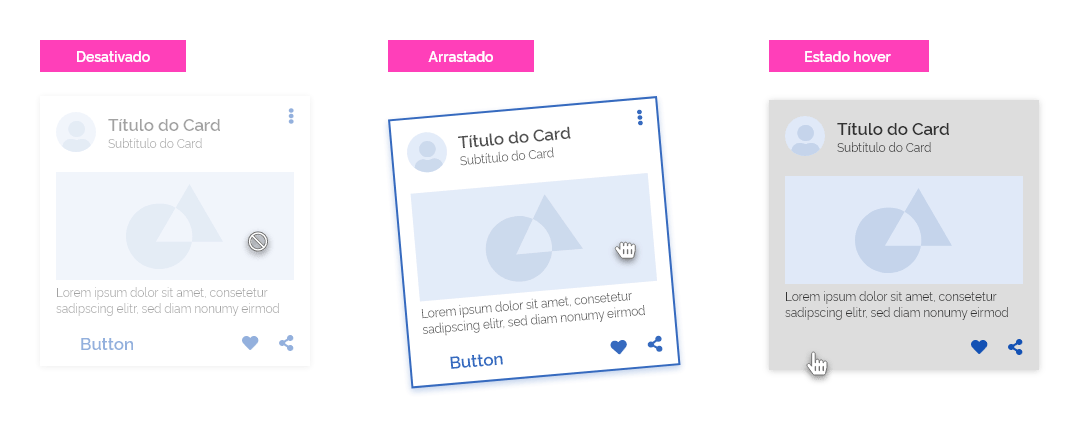 Desativado
Título do Card
Subtítulo do Card
Lorem ipsum dolor sit amet, consetetur
sadipscing elitr, sed diam nonumy eirmod
Button
Arrastado
Título do Card
Subtítulo do Card
Lorem ipsum dolor sit amet, consetetur
sadipscing elitr, sed diam nonumy eirmod
Button
Estado hover
Título do Card
Subtítulo do Card
Lorem ipsum dolor sit amet, consetetur
sadipscing elitr, sed diam nonumy eirmod